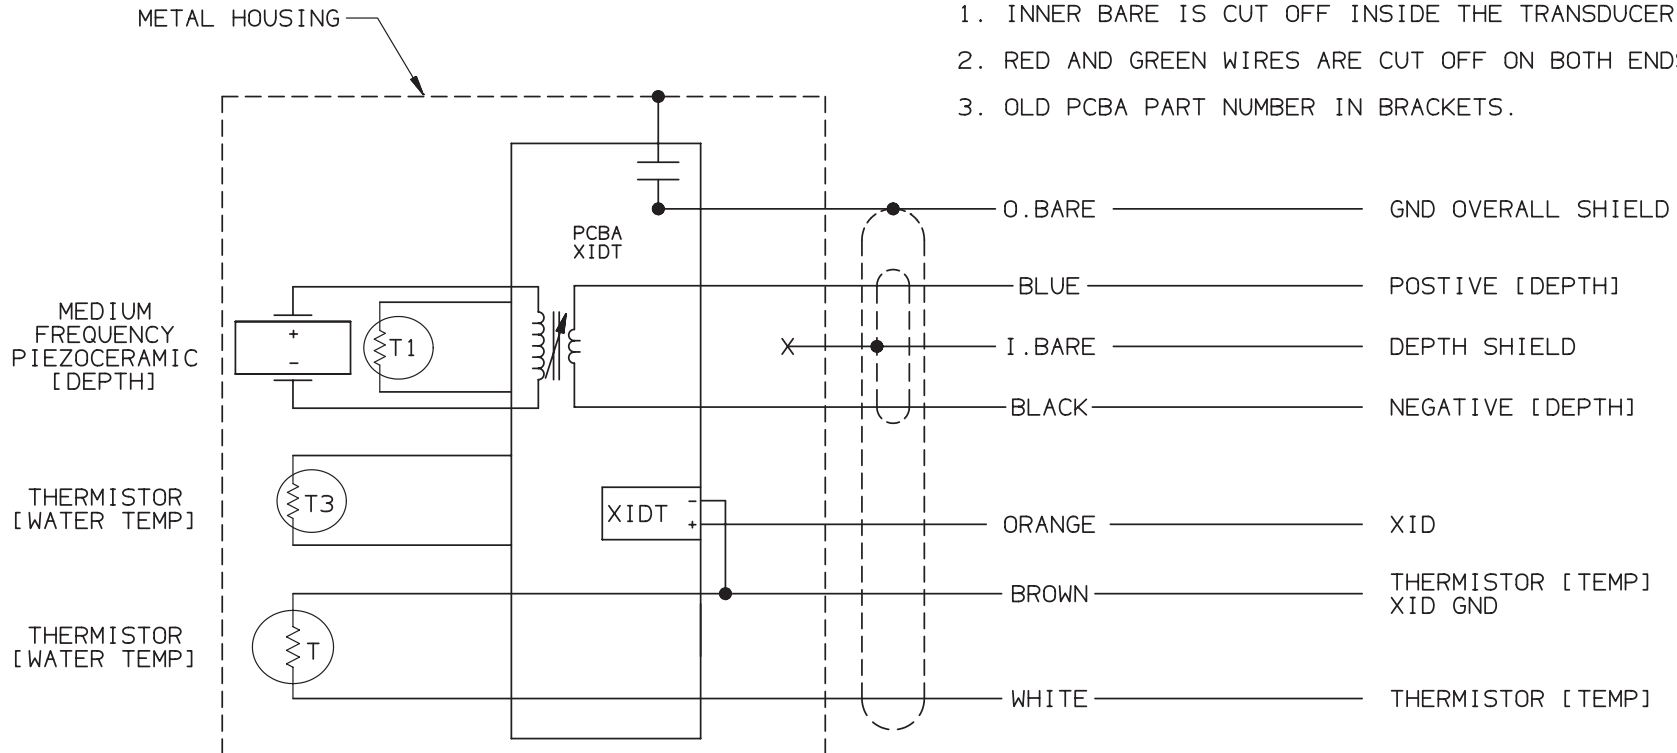 METAL HOUSING
1. INNER BARE IS CUT OFF INSIDE THE TRANSDUCER
2. RED AND GREEN WIRES ARE CUT OFF ON BOTH ENDS
3. OLD PCBA PART NUMBER IN BRACKETS.
O.BARE GND OVERALL SHIELD
PCBA
XIDT
BLUE POSTIVE [DEPTH]
MEDIUM
FREQUENCY
PIEZOCERAMIC
[DEPTH]
+
-
T1
X I.BARE DEPTH SHIELD
BLACK NEGATIVE [DEPTH]
THERMISTOR
[WATER TEMP]
T3
XIDT - +
ORANGE XID
BROWN THERMISTOR [TEMP]
XID GND
THERMISTOR
[WATER TEMP]
T
WHITE THERMISTOR [TEMP]